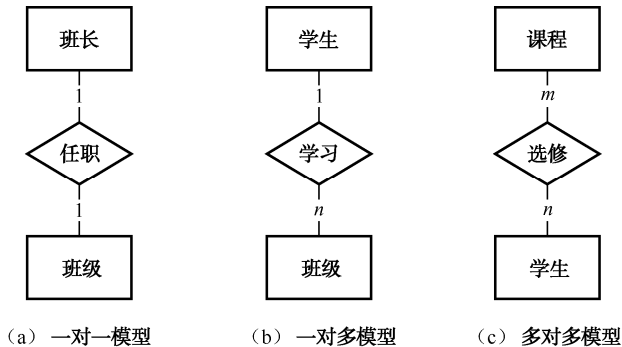 班长
1
任职
1
班级
（a） 一对一模型
学生
1
学习
n
班级
（b） 一对多模型
课程
m
选修
n
学生
（c） 多对多模型